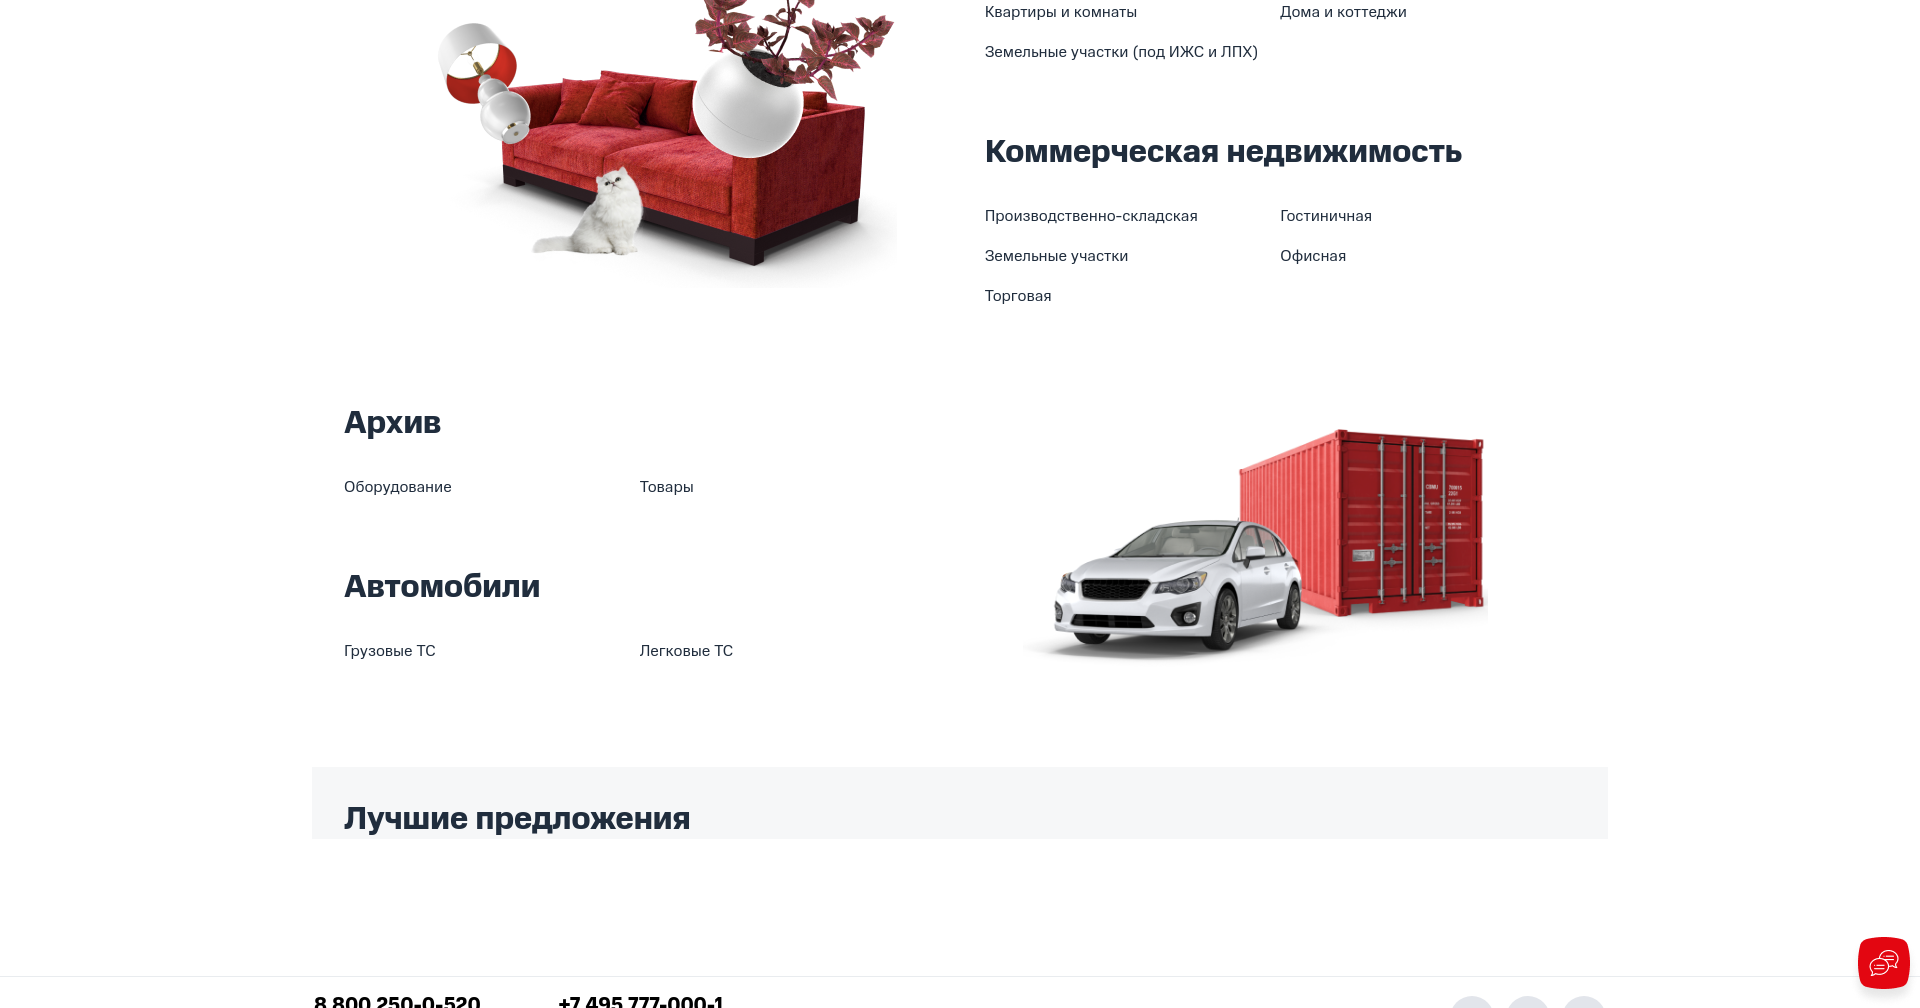 Квартиры и комнаты
Дома и коттеджи
Земельные участки (под ИЖС и ЛПХ)
Коммерческая недвижимость
Производственно-складская
Гостиничная
Земельные участки
Офисная
Торговая
Архив
Оборудование
Товары
Автомобили
Грузовые ТС
Легковые ТС
Лучшие предложения
8 800 250-0-520
+7 495 777-000-1